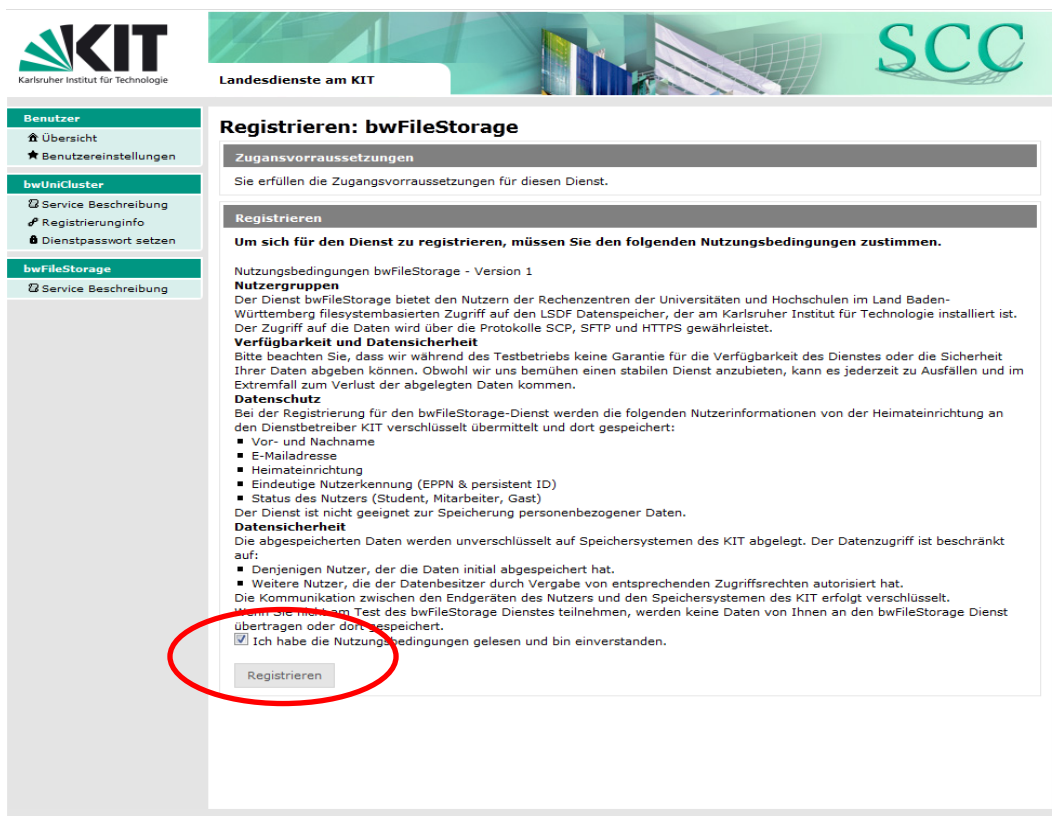 KIT
Karlsruher Institut für Technologie
Landesdienste am KIT
SCC
Benutzer
Übersicht
Benutzereinstellungen
bwUniCluster
Service Beschreibung
Registrierunginfo
Dienstpasswort setzen
bwFileStorage
Service Beschreibung
Registrieren: bwFileStorage
Zugansvorraussetzungen
Sie erfüllen die Zugangsvorraussetzungen für diesen Dienst.
Registrieren
Um sich für den Dienst zu registrieren, müssen Sie den folgenden Nutzungsbedingungen zustimmen.
Nutzungsbedingungen bwFileStorage - Version 1
Nutzergruppen
Der Dienst bwFileStorage bietet den Nutzern der Rechenzentren der Universitäten und Hochschulen im Land Baden-
Württemberg filesystembasierten Zugriff auf den LSDF Datenspeicher, der am Karlsruher Institut für Technologie installiert ist.
Der Zugriff auf die Daten wird über die Protokolle SCP, SFTP und HTTPS gewährleistet.
Verfügbarkeit und Datensicherheit
Bitte beachten Sie, dass wir während des Testbetriebs keine Garantie für die Verfügbarkeit des Dienstes oder die Sicherheit
Ihrer Daten abgeben können. Obwohl wir uns bemühen einen stabilen Dienst anzubieten, kann es jederzeit zu Ausfällen und im
Extremfall zum Verlust der abgelegten Daten kommen.
Datenschutz
Bei der Registrierung für den bwFileStorage-Dienst werden die folgenden Nutzerinformationen von der Heimateinrichtung an
den Dienstbetreiber KIT verschlüsselt übermittelt und dort gespeichert:
Vor- und Nachname
E-Mailadresse
Heimateinrichtung
Eindeutige Nutzerkennung (EPPN & persistent ID)
Status des Nutzers (Student, Mitarbeiter, Gast)
Der Dienst ist nicht geeignet zur Speicherung personenbezogener Daten.
Datensicherheit
Die abgespeicherten Daten werden unverschlüsselt auf Speichersystemen des KIT abgelegt. Der Datenzugriff ist beschränkt
auf:
Denjenigen Nutzer, der die Daten initial abgespeichert hat.
Weitere Nutzer, die der Datenbesitzer durch Vergabe von entsprechenden Zugriffsrechten autorisiert hat.
Die Kommunikation zwischen den Endgeräten des Nutzers und den Speichersystemen des KIT erfolgt verschlüsselt.
Wenn Sie nicht am Test des bwFileStorage Dienstes teilnehmen, werden keine Daten von Ihnen an den bwFileStorage Dienst
übertragen oder dort gespeichert.
Ich habe die Nutzungsbedingungen gelesen und bin einverstanden.
Registrieren